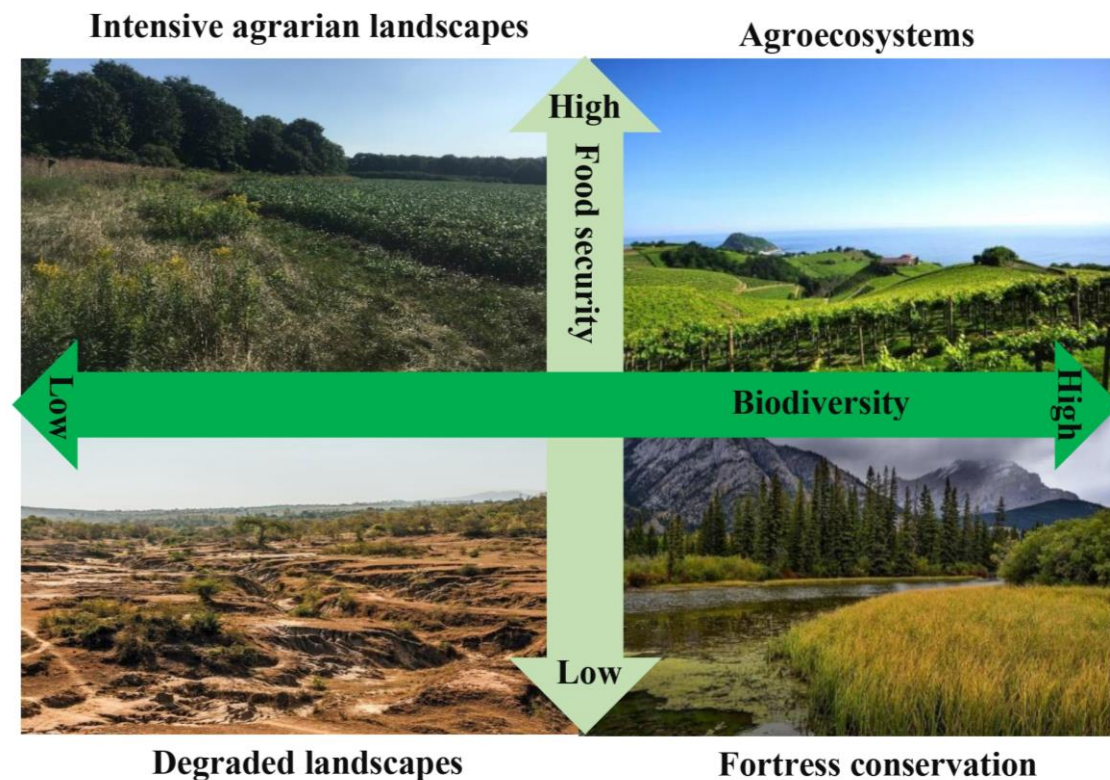 Intensive agrarian landscapes
Agroecosystems
High
Food security
Low
Biodiversity
High
Low
Degraded landscapes
Fortress conservation